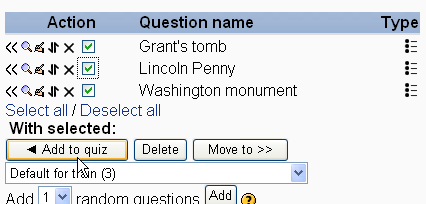 Action Question name Type
Grant's tomb
Lincoln Penny
Washington monument
Select all / Deselect all
With selected:
◄ Add to quiz Delete Move to >>
Default for train (3)
Add 1 random questions Add ?